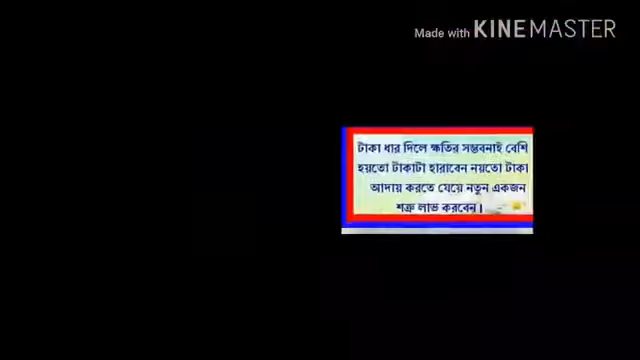 Made with KINEMASTER
টাকা ধার দিলে ক্ষতির সম্ভবনাই বেশি
হয়তো টাকাটা হারাবেন নয়তো টাকা
আদায় করতে যেয়ে নতুন একজন
শত্রু লাভ করবেন।